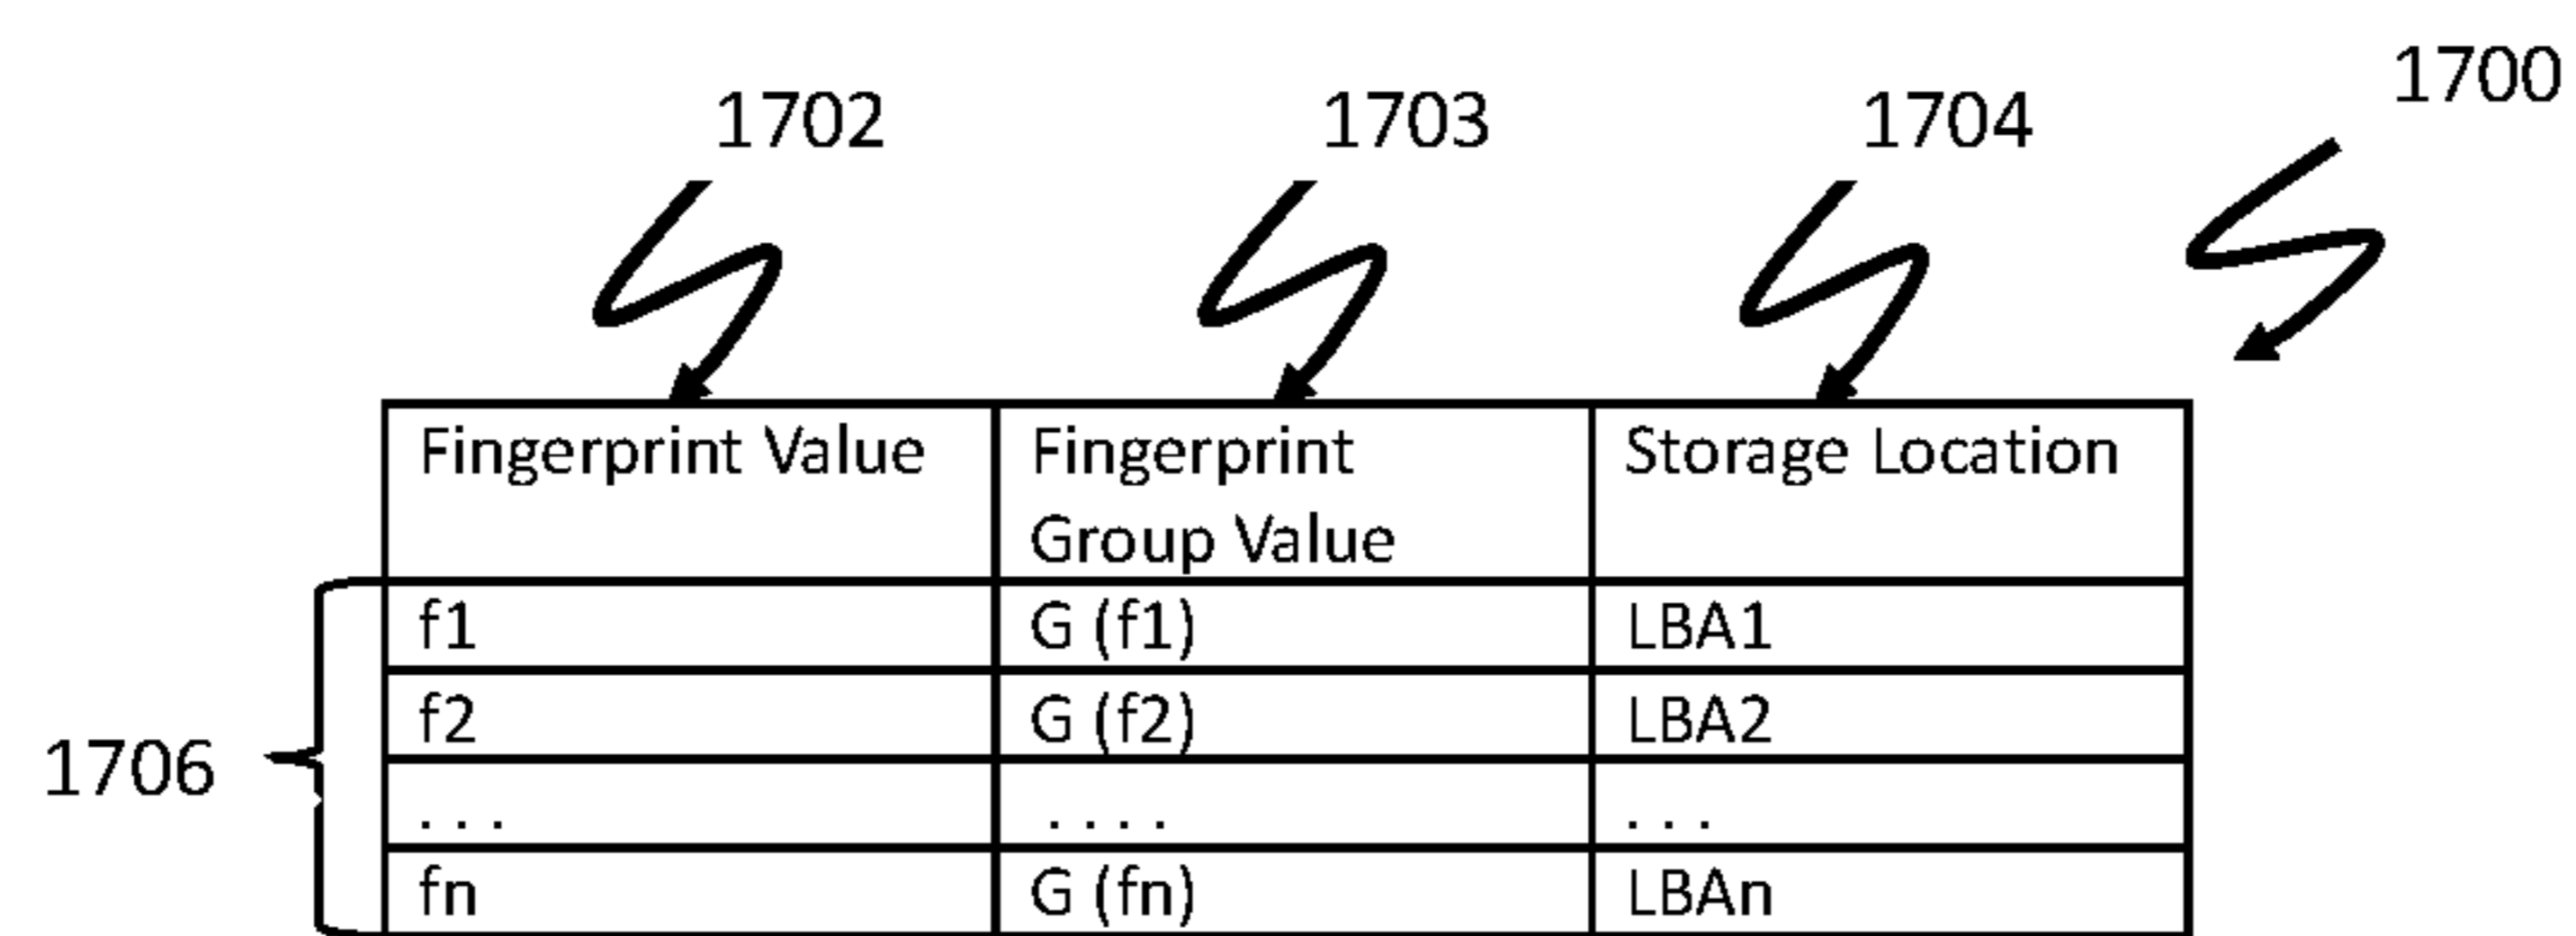 1700
1702 1703 1704
Fingerprint Value Fingerprint Storage Location
Group Value
f1 G (f1) LBA1
f2 G (f2) LBA2
1706
. . . . . . . . . .
fn G (fn) LBAn